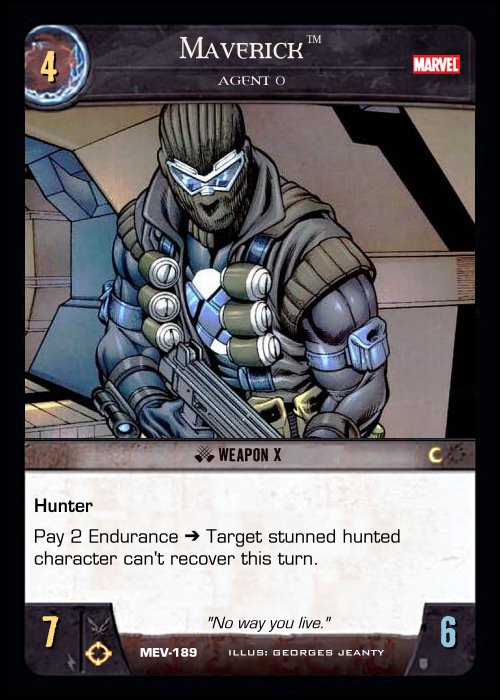 4
MAVERICK™
AGENT 0
MARVEL
WEAPON X
C
Hunter
Pay 2 Endurance ➔ Target stunned hunted
character can't recover this turn.
"No way you live."
7
MEV-189
ILLUS: GEORGES JEANTY
6